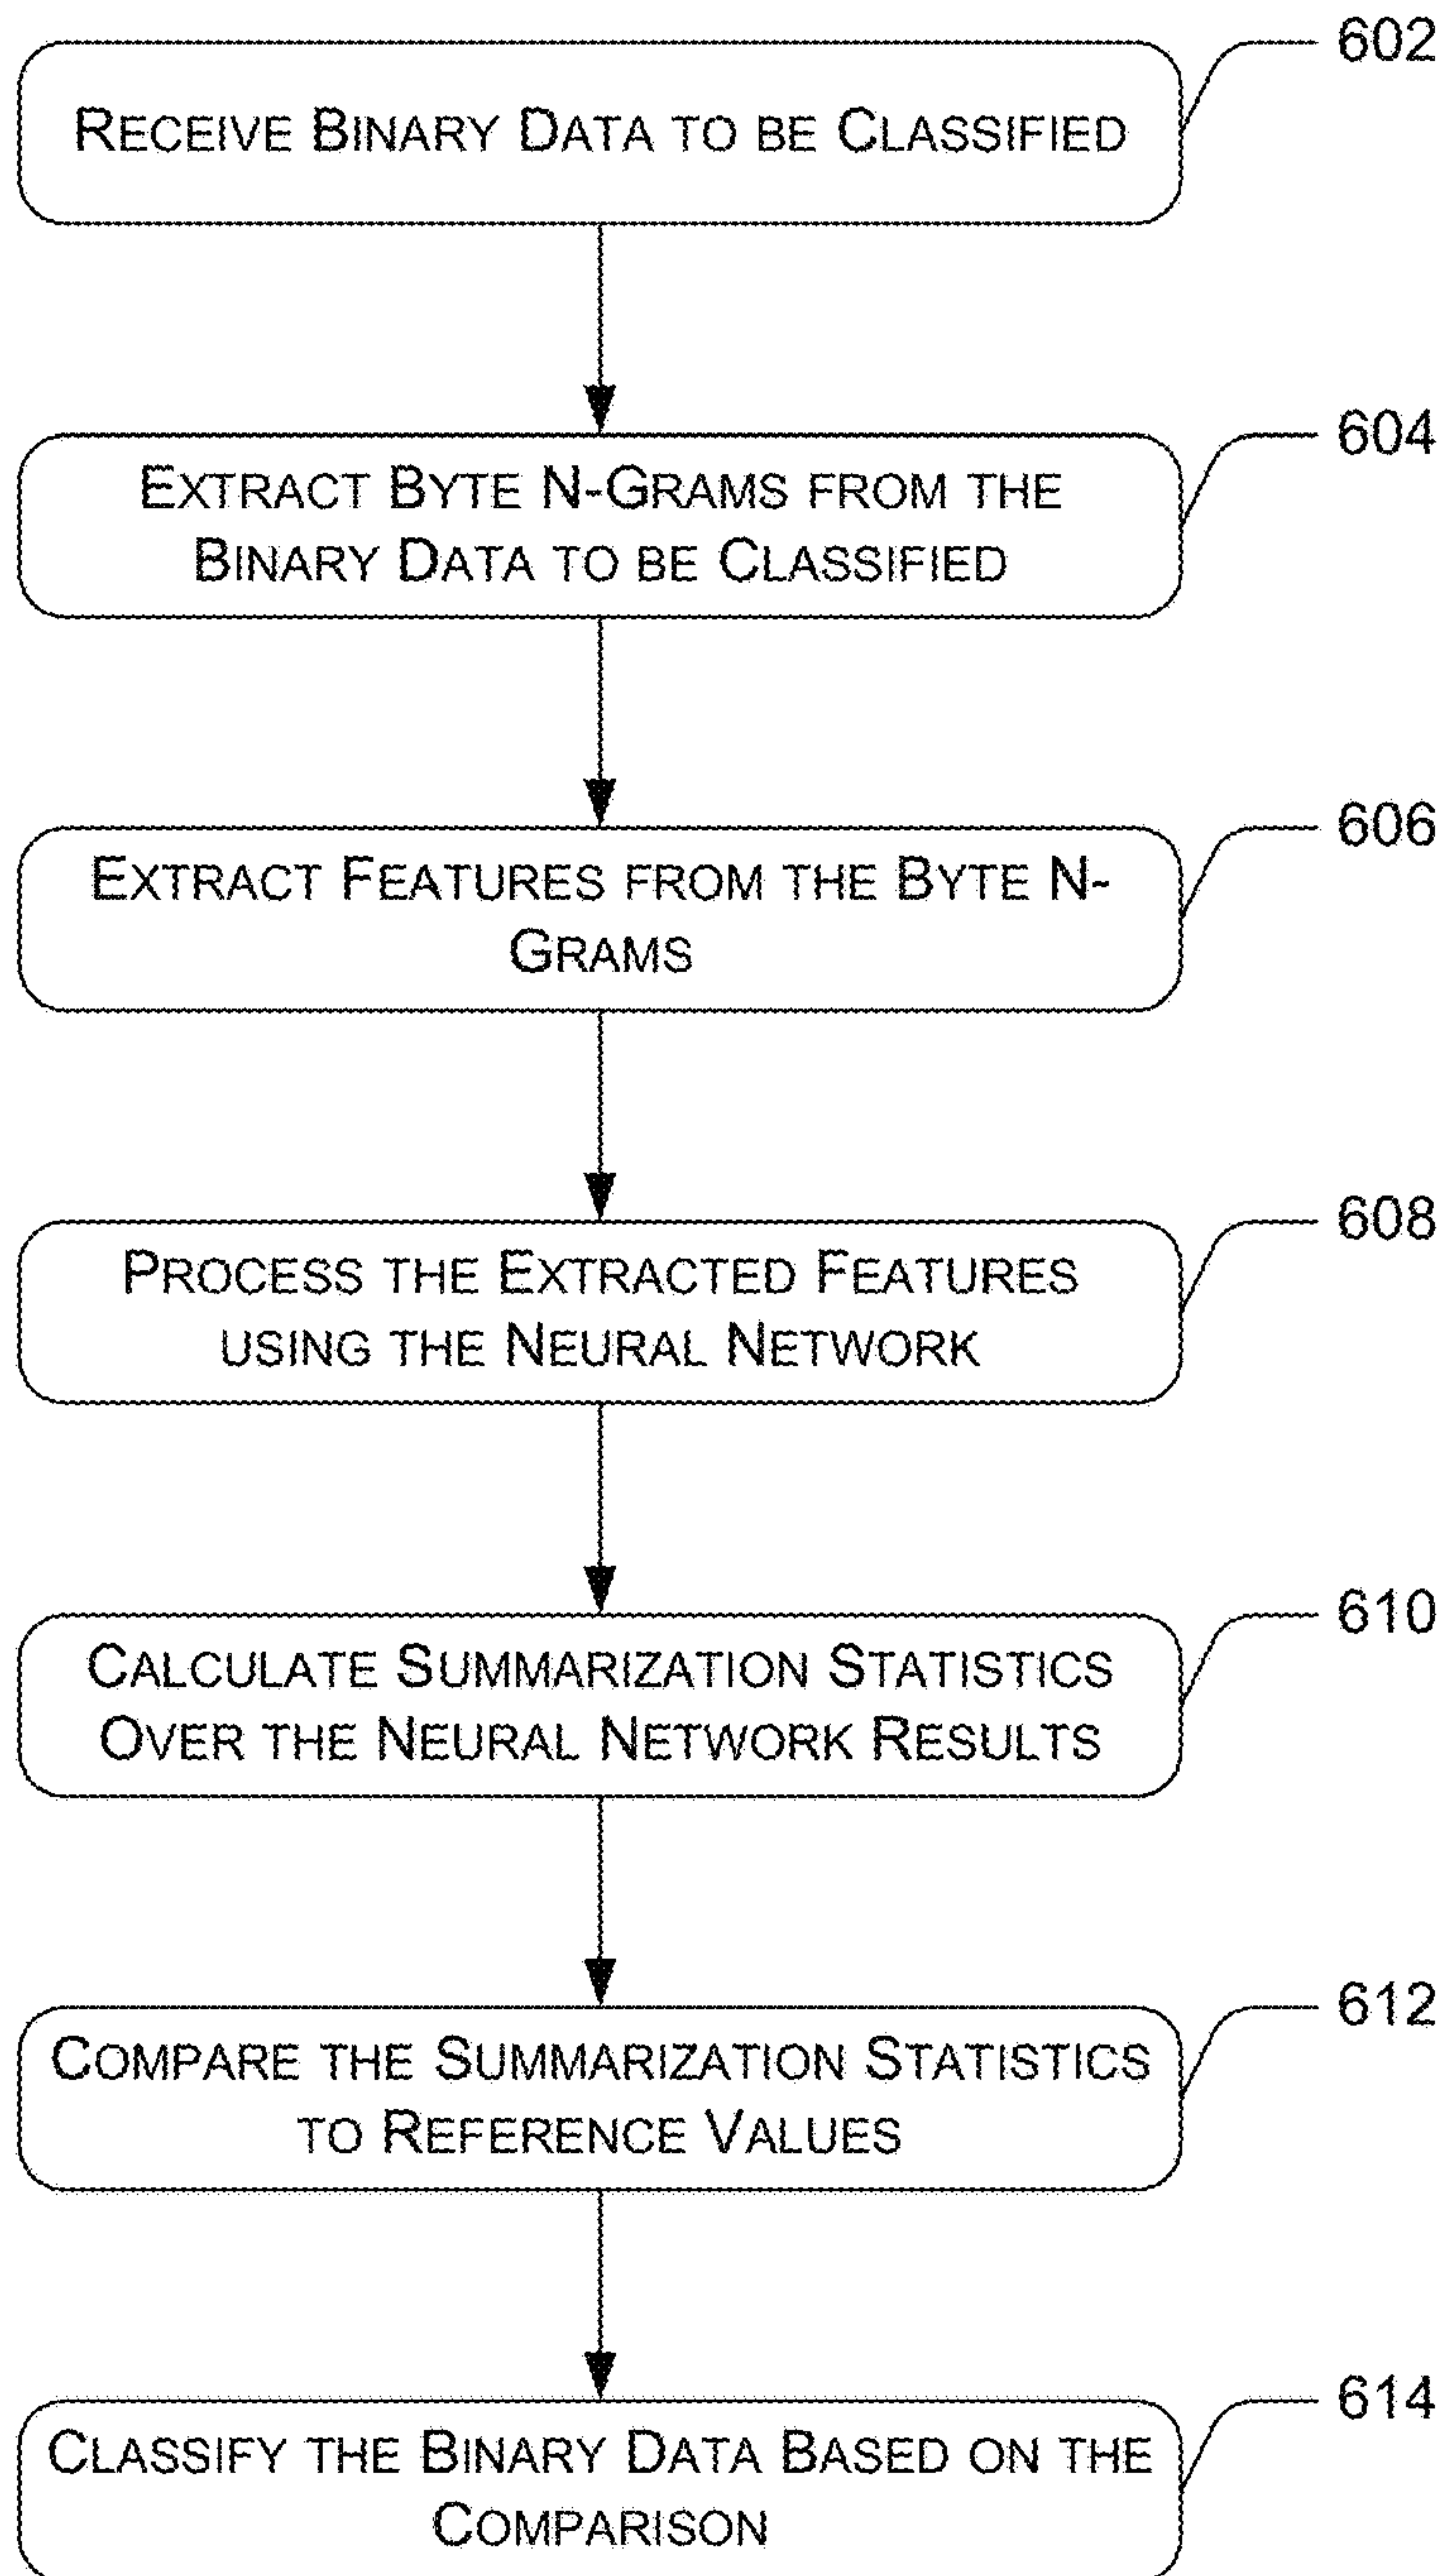 602
RECEIVE BINARY DATA TO BE CLASSIFIED
604
EXTRACT BYTE N-GRAMS FROM THE
BINARY DATA TO BE CLASSIFIED
606
EXTRACT FEATURES FROM THE BYTE N-
GRAMS
608
PROCESS THE EXTRACTED FEATURES
USING THE NEURAL NETWORK
610
CALCULATE SUMMARIZATION STATISTICS
OVER THE NEURAL NETWORK RESULTS
612
COMPARE THE SUMMARIZATION STATISTICS
TO REFERENCE VALUES
614
CLASSIFY THE BINARY DATA BASED ON THE
COMPARISON